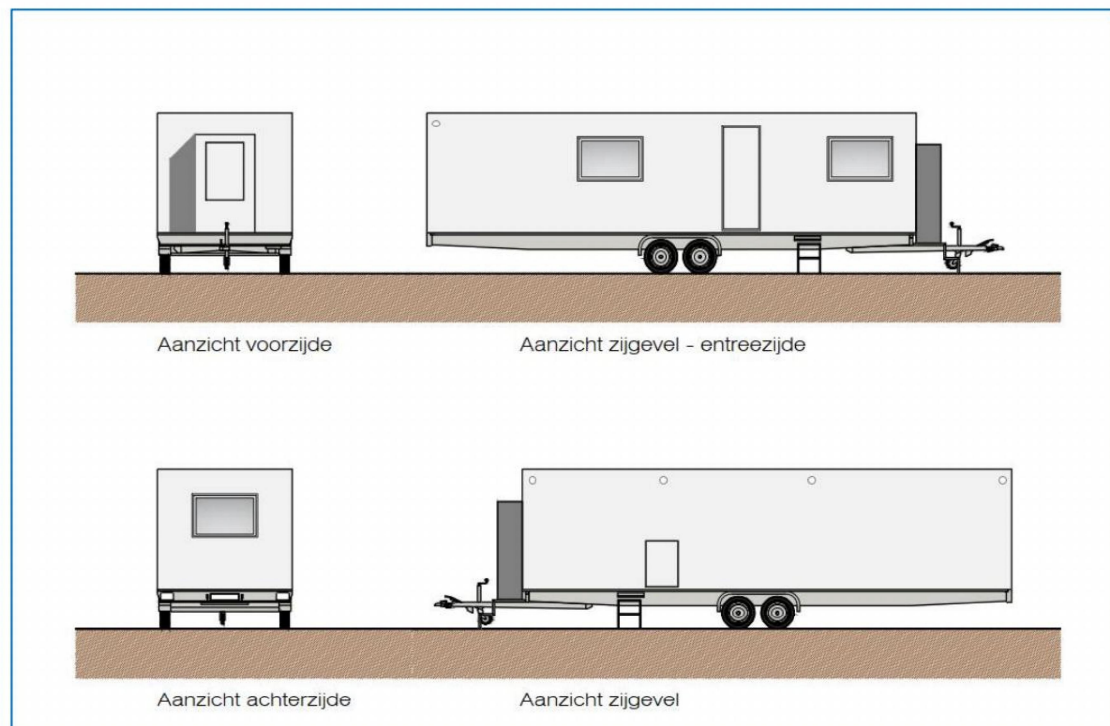 Aanzicht voorzijde
Aanzicht zijgevel - entreezijde
Aanzicht achterzijde
Aanzicht zijgevel